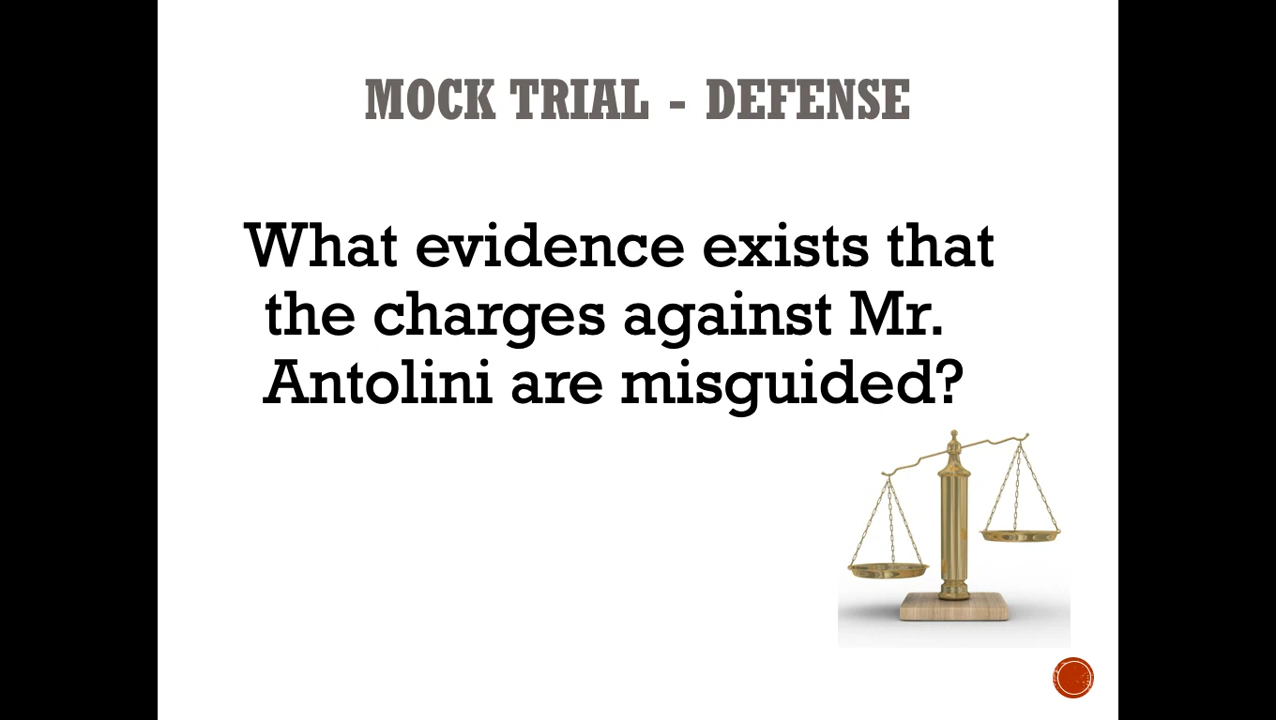 MOCK TRIAL - DEFENSE
What evidence exists that
the charges against Mr.
Antolini are misguided?